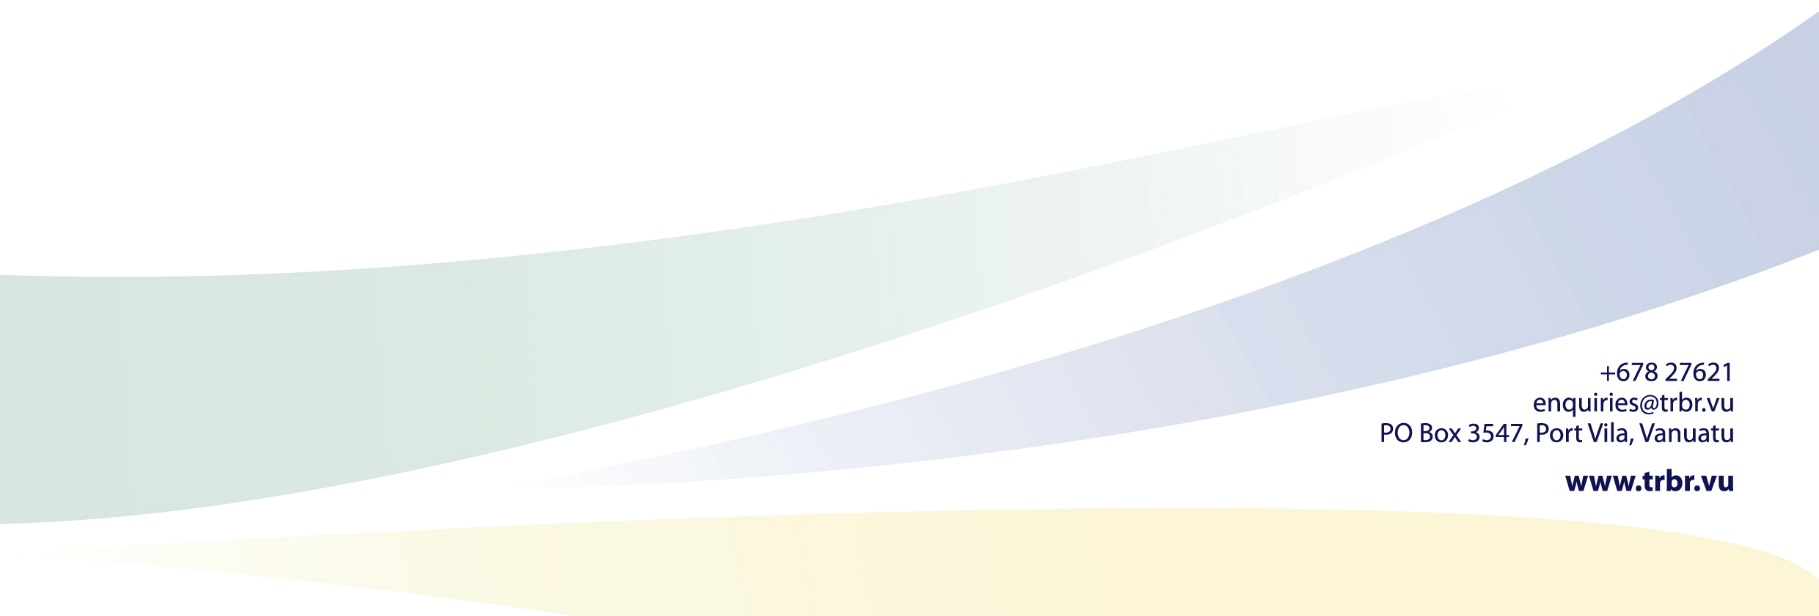 +678 27621
enquiries@trbr.vu
PO Box 3547, Port Vila, Vanuatu
www.trbr.vu